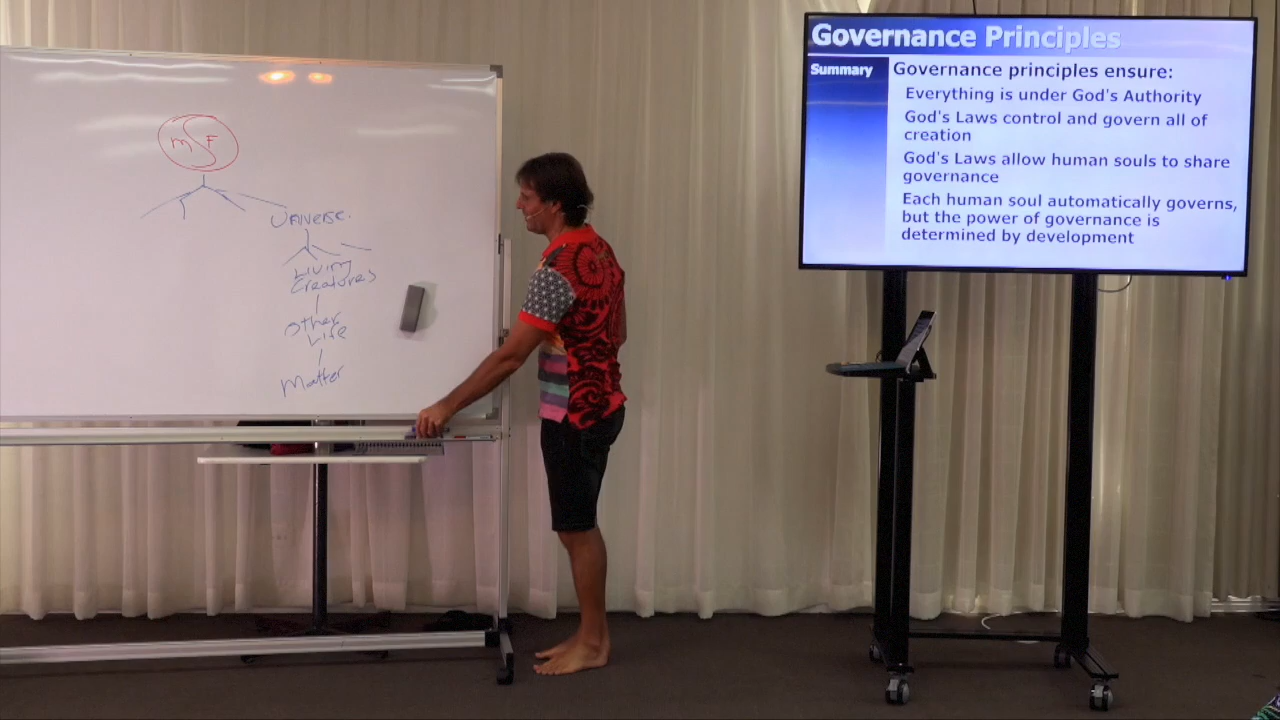 m F
Universe.
Living
Creatures
Other
Life
Matter
Governance Principles
Summary
Governance principles ensure:
Everything is under God's Authority
God's Laws control and govern all of
creation
God's Laws allow human souls to share
governance
Each human soul automatically governs,
but the power of governance is
determined by development